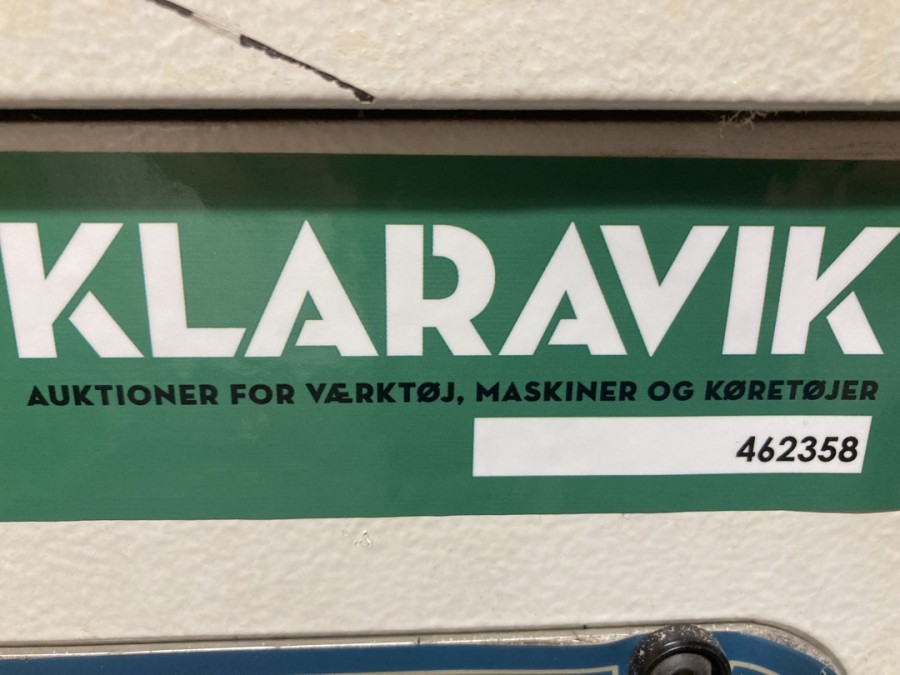 KLARAVIK
AUKTIONER FOR VÆRKTØJ, MASKINER OG KØRETØJER
462358